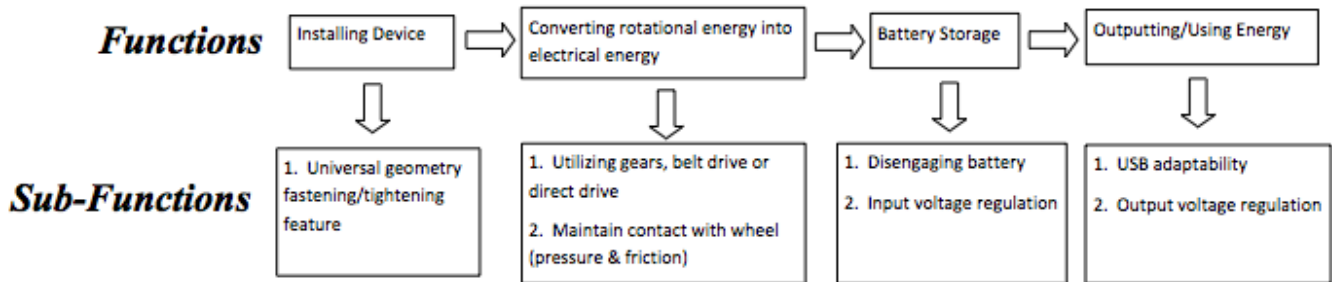 Functions
Installing Device
Converting rotational energy into
electrical energy
Battery Storage
Outputting/Using Energy
Sub-Functions
1. Universal geometry
fastening/tightening
feature
1. Utilizing gears, belt drive or
direct drive
2. Maintain contact with wheel
(pressure & friction)
1. Disengaging battery
2. Input voltage regulation
1. USB adaptability
2. Output voltage regulation